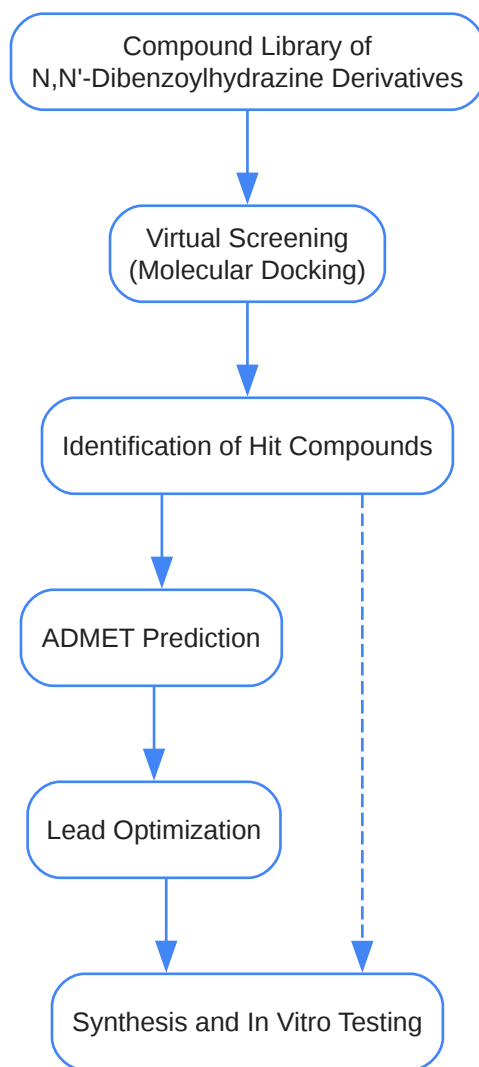 Compound Library of
N,N'-Dibenzoylhydrazine Derivatives
Virtual Screening
(Molecular Docking)
Identification of Hit Compounds
ADMET Prediction
Lead Optimization
Synthesis and In Vitro Testing